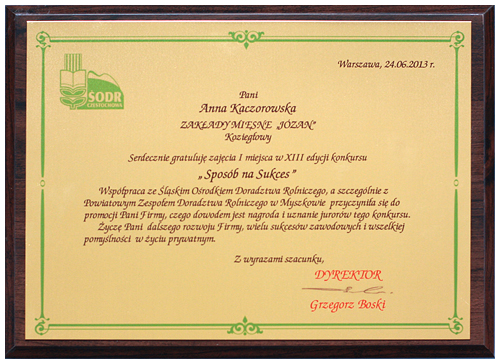 SODR
CZĘSTOCHOWA
Warszawa, 24.06.2013 r.
Pani
Anna Kaczorowska
ZAKŁADY MIĘSNE „JÓZAN”
Koziegłowy
Serdecznie gratuluję zajęcia I miejsca w XIII edycji konkursu
„Sposób na Sukces”
Współpraca ze Śląskim Ośrodkiem Doradztwa Rolniczego, a szczególnie z
Powiatowym Zespołem Doradztwa Rolniczego w Myszkowie przyczyniła się do
promocji Pani Firmy, czego dowodem jest nagroda i uznanie jurorów tego konkursu.
Życzę Pani dalszego rozwoju Firmy, wielu sukcesów zawodowych i wszelkiej
pomyślności w życiu prywatnym.
Z wyrazami szacunku,
DYREKTOR
Grzegorz Boski